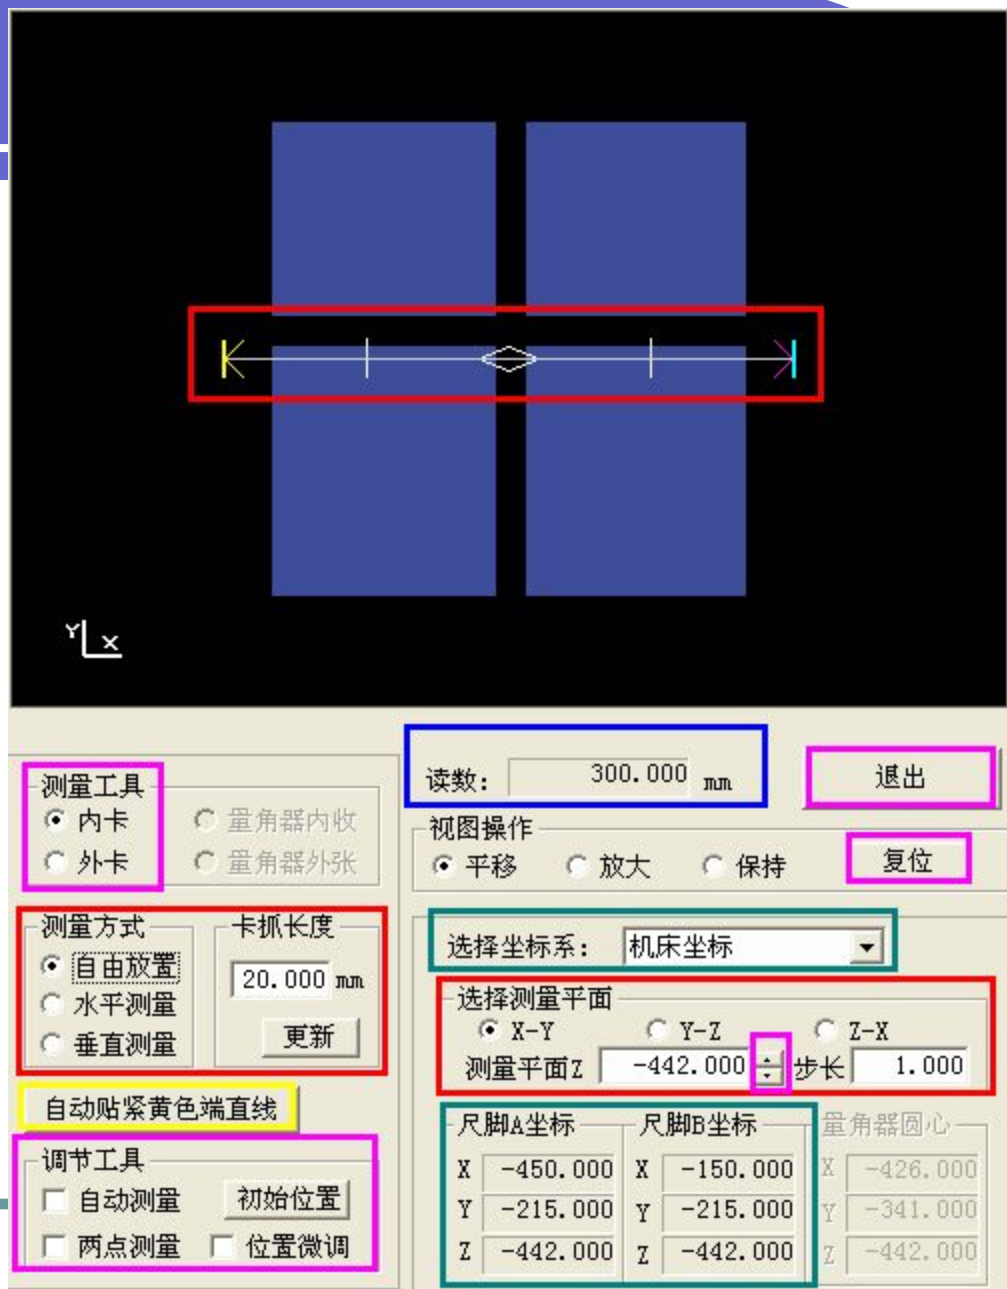 Y
X
读数： 300.000 mm
退出
测量工具
内卡 量角器内收
外卡 量角器外张
视图操作
平移 放大 保持 复位
测量方式
自由放置
水平测量
垂直测量
卡抓长度
20.000 mm
更新
选择坐标系： 机床坐标
选择测量平面
X-Y Y-Z Z-X
测量平面Z -442.000 步长 1.000
自动贴紧黄色端直线
调节工具
自动测量 初始位置
两点测量 位置微调
尺脚A坐标
X -450.000
Y -215.000
Z -442.000
尺脚B坐标
X -150.000
Y -215.000
Z -442.000
量角器圆心
X -426.000
Y -341.000
Z -442.000